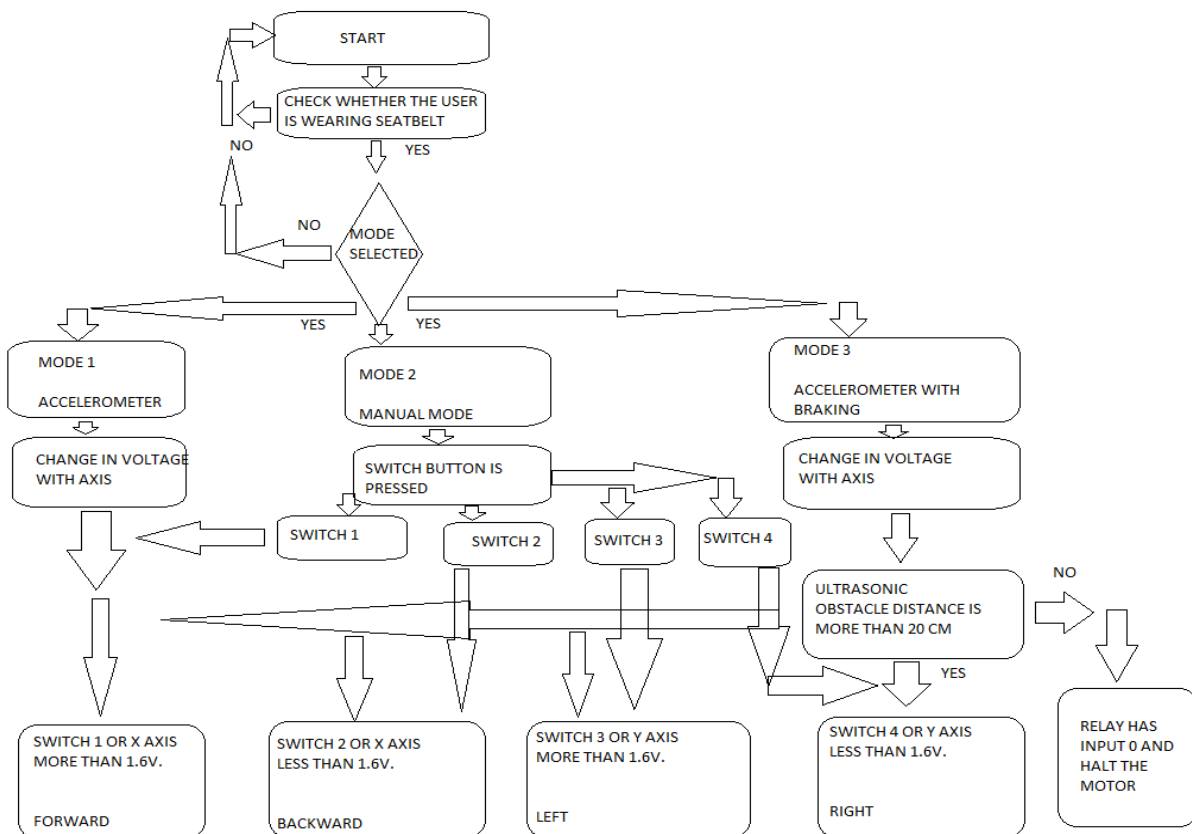 START
CHECK WHETHER THE USER
IS WEARING SEATBELT
NO
YES
NO
MODE
SELECTED
YES
YES
MODE 1
ACCELEROMETER
MODE 2
MANUAL MODE
MODE 3
ACCELEROMETER WITH
BRAKING
CHANGE IN VOLTAGE
WITH AXIS
SWITCH BUTTON IS
PRESSED
CHANGE IN VOLTAGE
WITH AXIS
SWITCH 1
SWITCH 2
SWITCH 3
SWITCH 4
ULTRASONIC
OBSTACLE DISTANCE IS
MORE THAN 20 CM
NO
YES
SWITCH 1 OR X AXIS
MORE THAN 1.6V.
FORWARD
SWITCH 2 OR X AXIS
LESS THAN 1.6V.
BACKWARD
SWITCH 3 OR Y AXIS
MORE THAN 1.6V.
LEFT
SWITCH 4 OR Y AXIS
LESS THAN 1.6V.
RIGHT
RELAY HAS
INPUT 0 AND
HALT THE
MOTOR